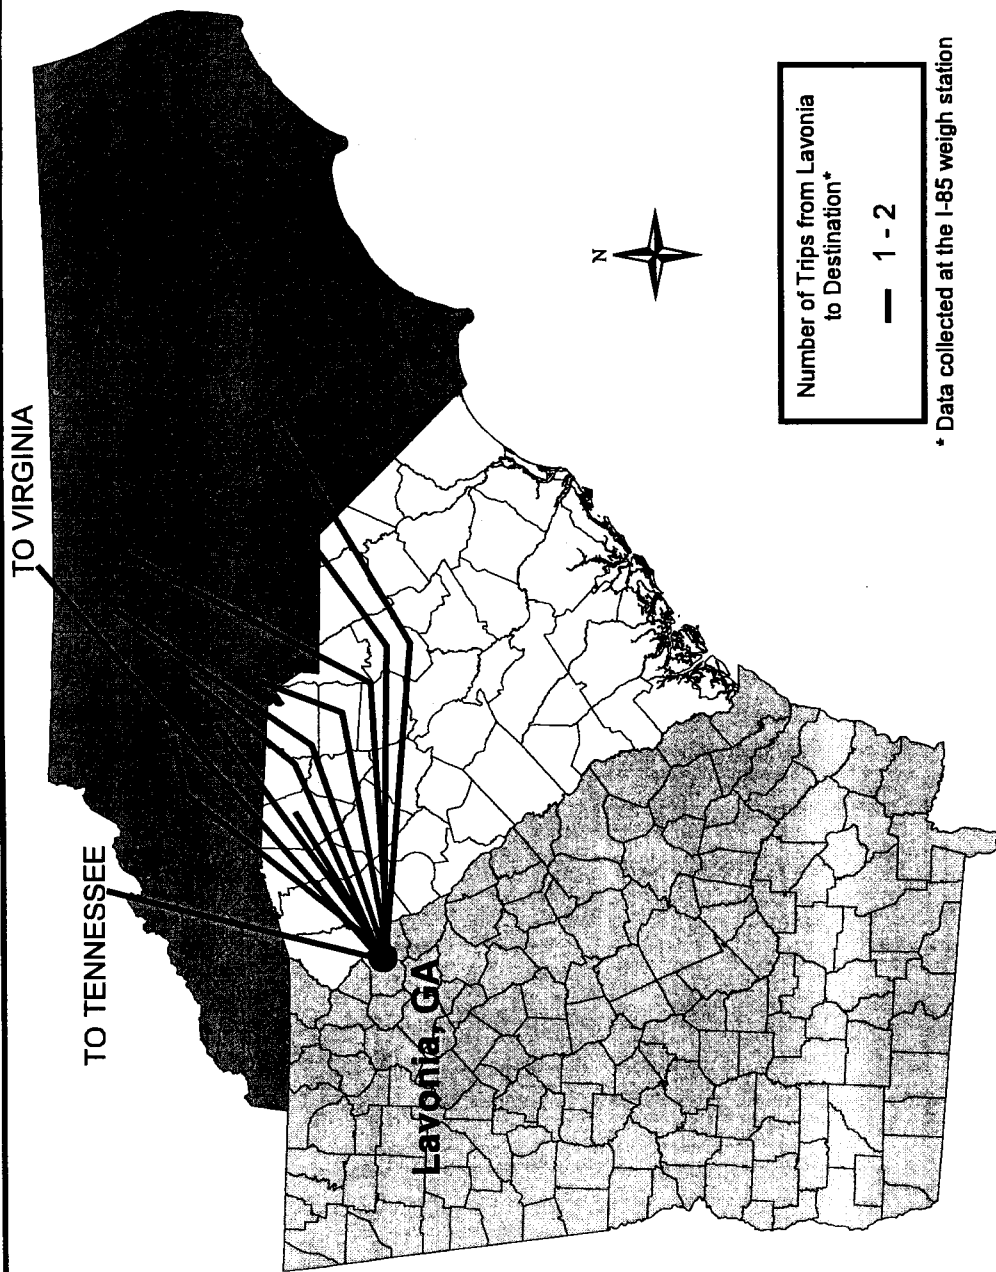 TO VIRGINIA
TO TENNESSEE
Lavonia, GA
N
Number of Trips from Lavonia
to Destination*
1 - 2
* Data collected at the I-85 weigh station